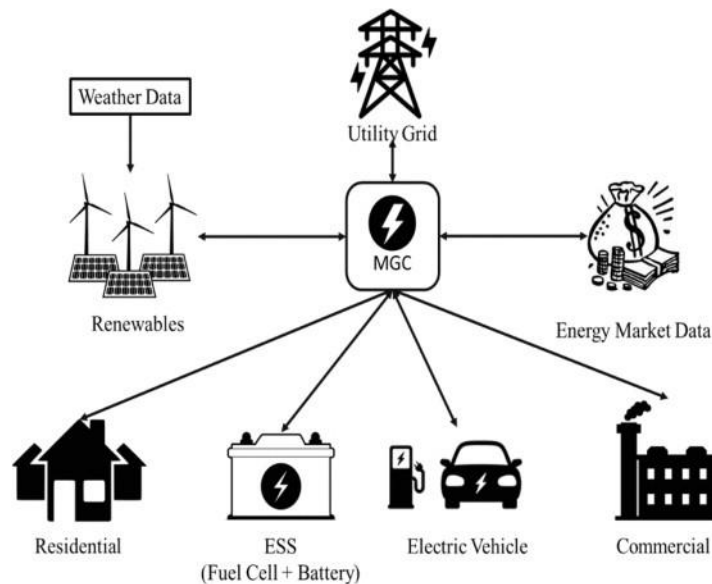 Weather Data
Utility Grid
MGC
Renewables
Energy Market Data
Residential
ESS
(Fuel Cell + Battery)
Electric Vehicle
Commercial